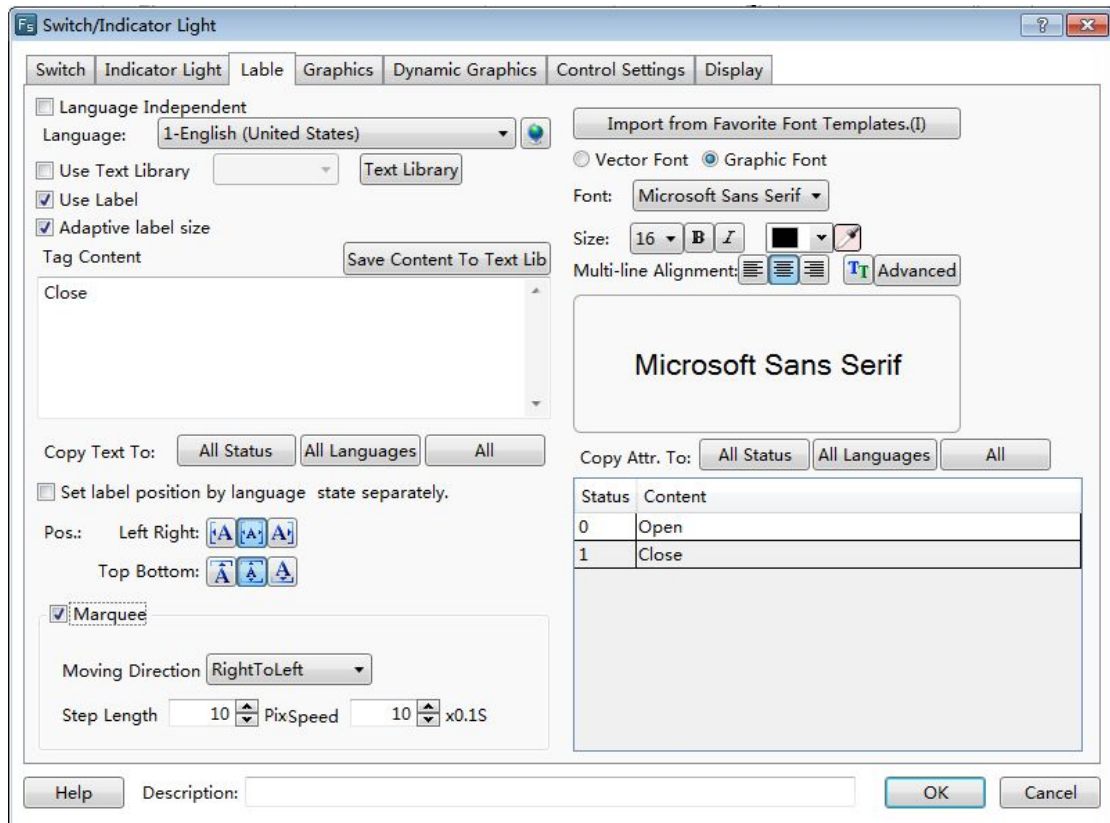 Fs Switch/Indicator Light ?
Switch Indicator Light Lable Graphics Dynamic Graphics Control Settings Display
Language Independent
Language: 1-English (United States)
Use Text Library Text Library
Use Label
Adaptive label size
Tag Content Save Content To Text Lib
Close
Copy Text To: All Status All Languages All
Set label position by language state separately.
Pos.: Left Right: A A A
Top Bottom: A A A
Marquee
Moving Direction RightToLeft
Step Length 10 Pix Speed 10 x0.1S
Import from Favorite Font Templates.(I)
Vector Font Graphic Font
Font: Microsoft Sans Serif
Size: 16 B I
Multi-line Alignment: TT Advanced
Microsoft Sans Serif
Copy Attr. To: All Status All Languages All
Status Content
0 Open
1 Close
Help Description: OK Cancel